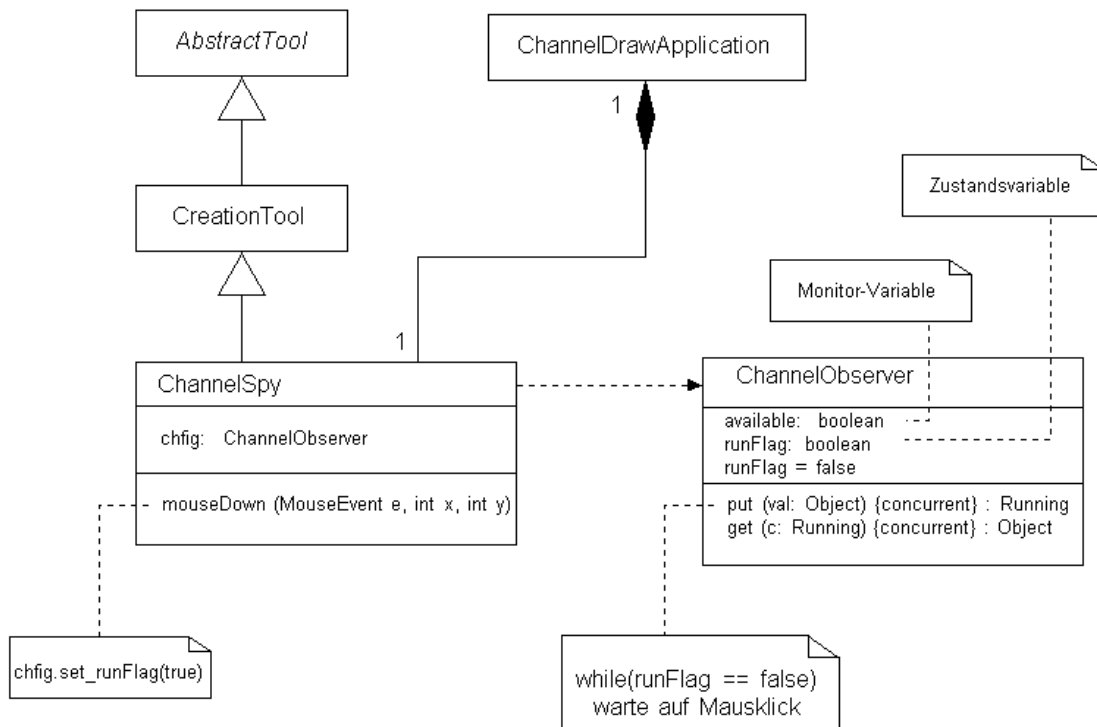 AbstractTool
ChannelDrawApplication
1
Zustandsvariable
CreationTool
Monitor-Variable
1
ChannelSpy
chfig: ChannelObserver
mouseDown (MouseEvent e, int x, int y)
ChannelObserver
available: boolean
runFlag: boolean
runFlag = false
put (val: Object) {concurrent} : Running
get (c: Running) {concurrent} : Object
chfig.set_runFlag(true)
while(runFlag == false)
warte auf Mausklick